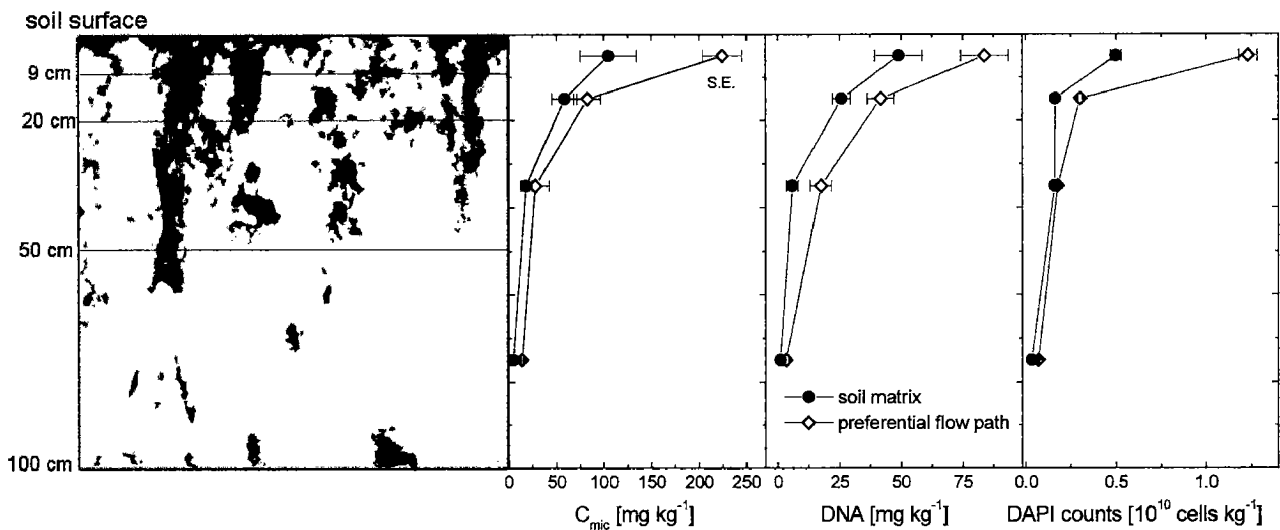 soil surface
9 cm
20 cm
50 cm
100 cm
S.E.
soil matrix
preferential flow path
0 50 100 150 200 250
0 25 50 75
0.0 0.5 1.0
C_mic [mg kg⁻¹]
DNA [mg kg⁻¹]
DAPI counts [10¹⁰ cells kg⁻¹]